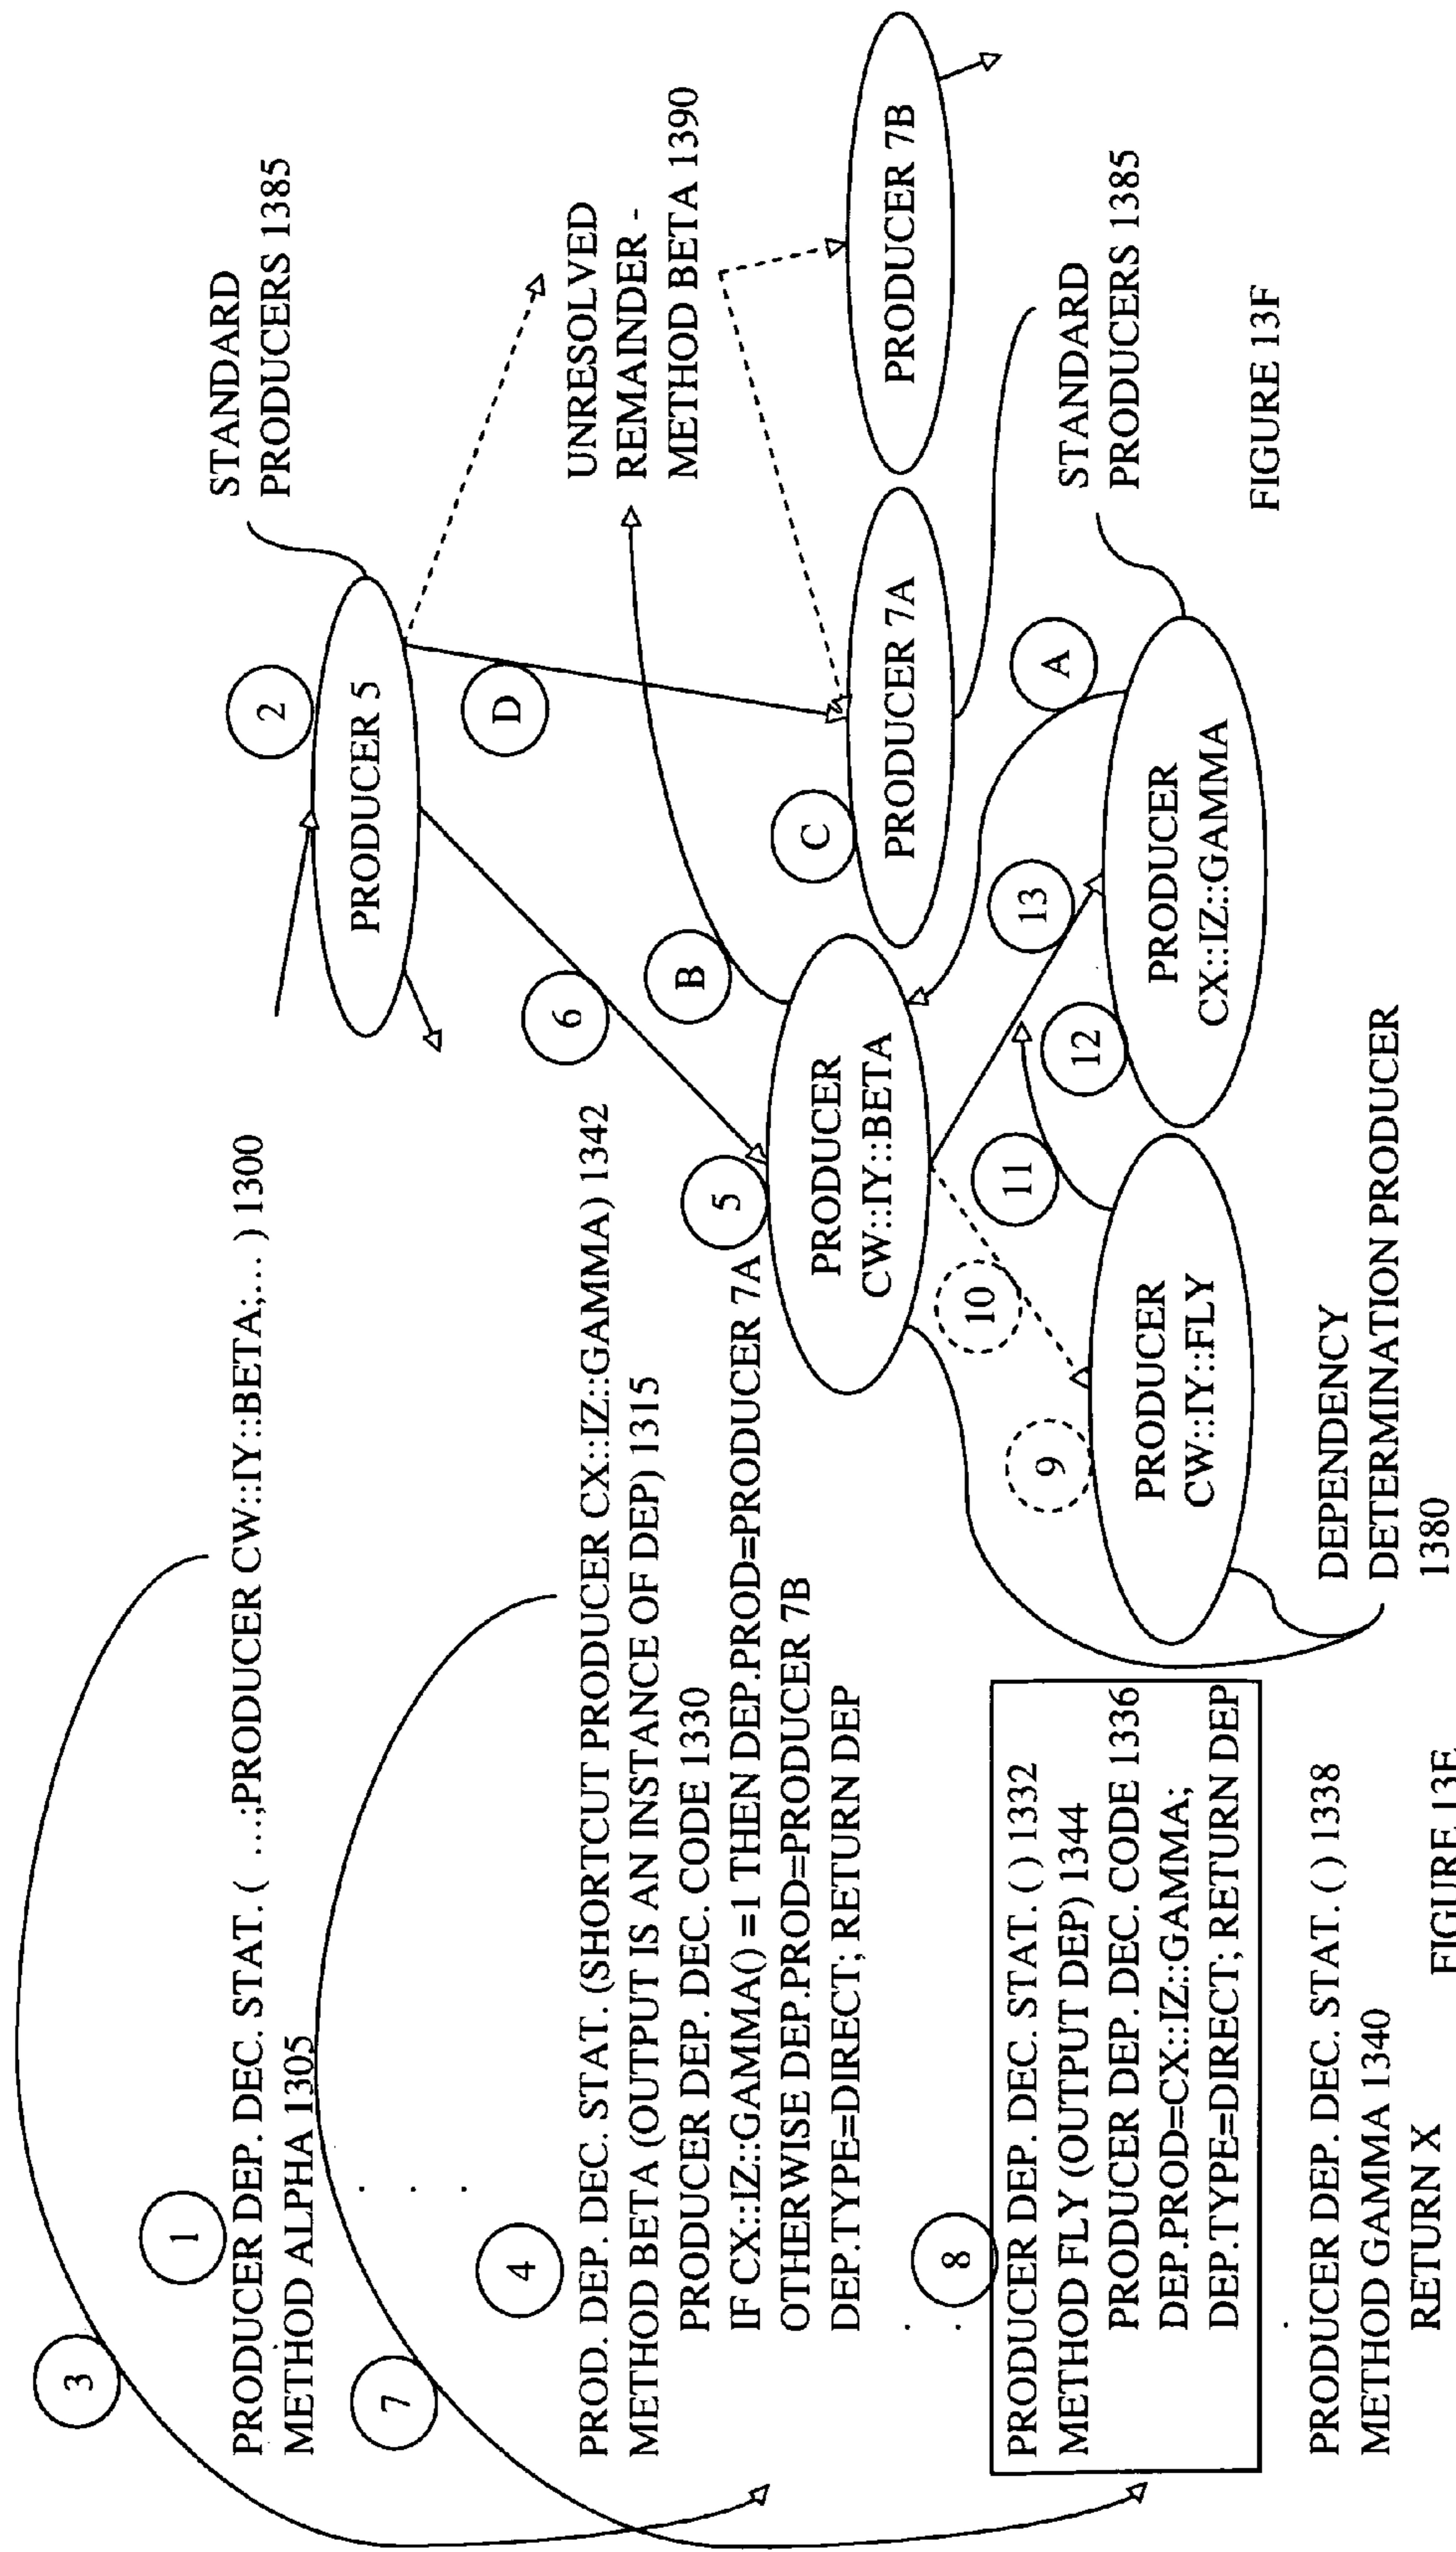 3
1
PRODUCER DEP. DEC. STAT. ( ...;PRODUCER CW::IY::BETA;... ) 1300
METHOD ALPHA 1305
.
.
.
7
4
PROD. DEP. DEC. STAT. (SHORTCUT PRODUCER CX::IZ::GAMMA) 1342
METHOD BETA (OUTPUT IS AN INSTANCE OF DEP) 1315
PRODUCER DEP. DEC. CODE 1330
IF CX::IZ::GAMMA() =1 THEN DEP.PROD=PRODUCER 7A
OTHERWISE DEP.PROD=PRODUCER 7B
DEP.TYPE=DIRECT; RETURN DEP
.
.
8
PRODUCER DEP. DEC. STAT. ( ) 1332
METHOD FLY (OUTPUT DEP) 1344
PRODUCER DEP. DEC. CODE 1336
DEP.PROD=CX::IZ::GAMMA;
DEP.TYPE=DIRECT; RETURN DEP
.
PRODUCER DEP. DEC. STAT. ( ) 1338
METHOD GAMMA 1340
RETURN X
FIGURE 13E
2
PRODUCER 5
STANDARD
PRODUCERS 1385
6
D
UNRESOLVED
REMAINDER -
METHOD BETA 1390
B
5
PRODUCER
CW::IY::BETA
C
PRODUCER 7A
PRODUCER 7B
10
11
13
A
STANDARD
PRODUCERS 1385
9
12
PRODUCER
CW::IY::FLY
PRODUCER
CX::IZ::GAMMA
DEPENDENCY
DETERMINATION PRODUCER
1380
FIGURE 13F